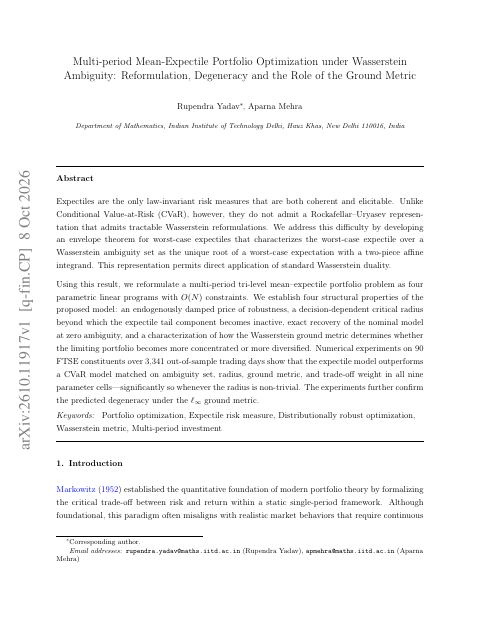 Multi-period Mean-Expectile Portfolio Optimization under Wasserstein
Ambiguity: Reformulation, Degeneracy and the Role of the Ground Metric
Rupendra Yadav*, Aparna Mehra
Department of Mathematics, Indian Institute of Technology Delhi, Hauz Khas, New Delhi 110016, India
arXiv:2610.11917v1 [q-fin.CP] 8 Oct 2026
Abstract
Expectiles are the only law-invariant risk measures that are both coherent and elicitable. Unlike
Conditional Value-at-Risk (CVaR), however, they do not admit a Rockafellar–Uryasev represen-
tation that admits tractable Wasserstein reformulations. We address this difficulty by developing
an envelope theorem for worst-case expectiles that characterizes the worst-case expectile over a
Wasserstein ambiguity set as the unique root of a worst-case expectation with a two-piece affine
integrand. This representation permits direct application of standard Wasserstein duality.
Using this result, we reformulate a multi-period tri-level mean–expectile portfolio problem as four
parametric linear programs with O(N) constraints. We establish four structural properties of the
proposed model: an endogenously damped price of robustness, a decision-dependent critical radius
beyond which the expectile tail component becomes inactive, exact recovery of the nominal model
at zero ambiguity, and a characterization of how the Wasserstein ground metric determines whether
the limiting portfolio becomes more concentrated or more diversified. Numerical experiments on 90
FTSE constituents over 3,341 out-of-sample trading days show that the expectile model outperforms
a CVaR model matched on ambiguity set, radius, ground metric, and trade-off weight in all nine
parameter cells—significantly so whenever the radius is non-trivial. The experiments further confirm
the predicted degeneracy under the ℓ∞ ground metric.
Keywords: Portfolio optimization, Expectile risk measure, Distributionally robust optimization,
Wasserstein metric, Multi-period investment
1. Introduction
Markowitz (1952) established the quantitative foundation of modern portfolio theory by formalizing
the critical trade-off between risk and return within a static single-period framework. Although
foundational, this paradigm often misaligns with realistic market behaviors that require continuous
*Corresponding author.
Email addresses: rupendra.yadav@maths.iitd.ac.in (Rupendra Yadav), apmehra@maths.iitd.ac.in (Aparna
Mehra)